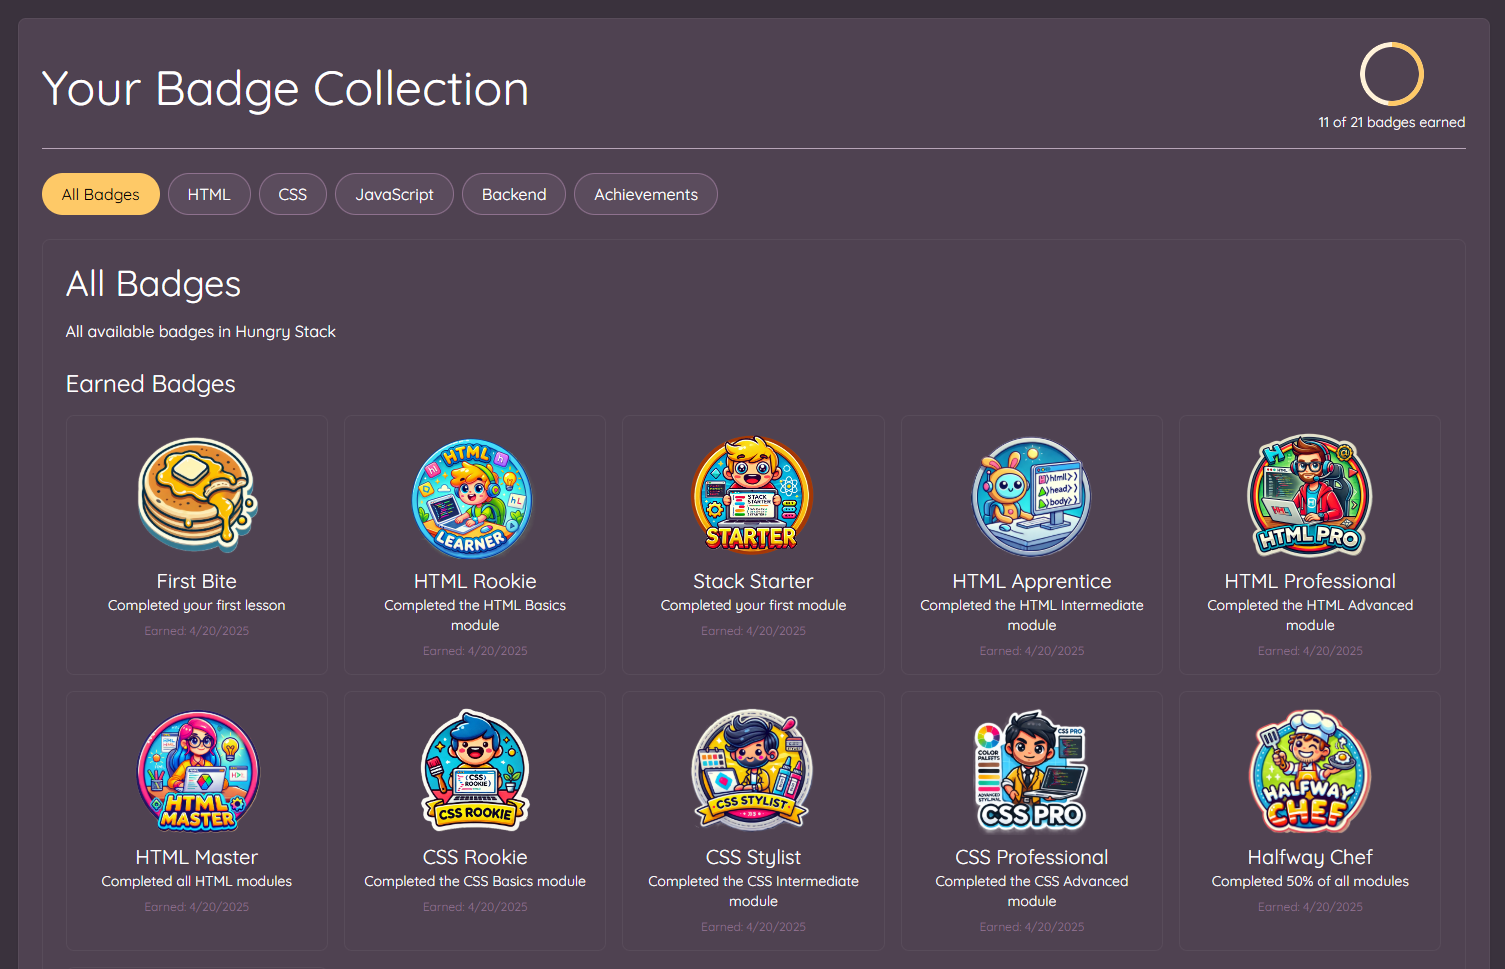 Your Badge Collection
11 of 21 badges earned
All Badges
HTML
CSS
JavaScript
Backend
Achievements
All Badges
All available badges in Hungry Stack
Earned Badges
HTML
LEARNER
STACK
STARTER
STARTER
html>>
head>
body>
HTML PRO
First Bite
Completed your first lesson
Earned: 4/20/2025
HTML Rookie
Completed the HTML Basics
module
Earned: 4/20/2025
Stack Starter
Completed your first module
Earned: 4/20/2025
HTML Apprentice
Completed the HTML Intermediate
module
Earned: 4/20/2025
HTML Professional
Completed the HTML Advanced
module
Earned: 4/20/2025
HTML
MASTER
CSS
ROOKIE
CSS ROOKIE
CSS STYLIST
CSS PRO
COLOR
CSS PRO
HALFWAY
CHEF
HTML Master
Completed all HTML modules
Earned: 4/20/2025
CSS Rookie
Completed the CSS Basics module
Earned: 4/20/2025
CSS Stylist
Completed the CSS Intermediate
module
Earned: 4/20/2025
CSS Professional
Completed the CSS Advanced
module
Earned: 4/20/2025
Halfway Chef
Completed 50% of all modules
Earned: 4/20/2025